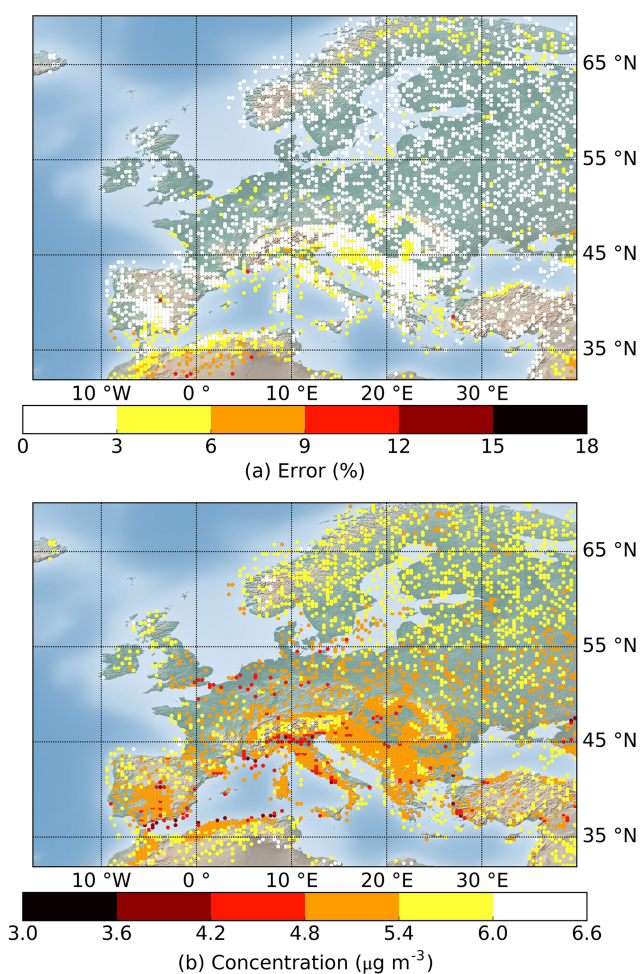 65 °N
55 °N
45 °N
35 °N
10 °W 0 ° 10 °E 20 °E 30 °E
0 3 6 9 12 15 18
(a) Error (%)
65 °N
55 °N
45 °N
35 °N
10 °W 0 ° 10 °E 20 °E 30 °E
3.0 3.6 4.2 4.8 5.4 6.0 6.6
(b) Concentration (μg m⁻³)